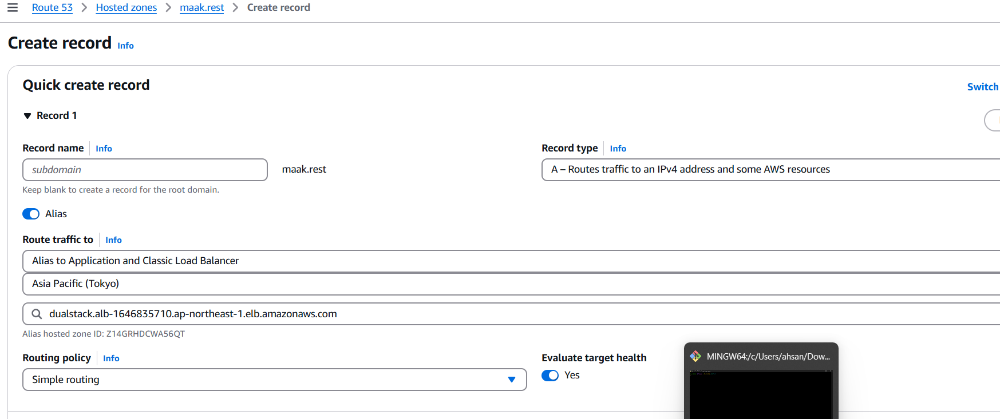 Route 53 > Hosted zones > maak.rest > Create record
Create record Info
Quick create record
Switch
Record 1
Record name Info
Record type Info
subdomain
maak.rest
A – Routes traffic to an IPv4 address and some AWS resources
Keep blank to create a record for the root domain.
Alias
Route traffic to Info
Alias to Application and Classic Load Balancer
Asia Pacific (Tokyo)
dualstack.alb-1646835710.ap-northeast-1.elb.amazonaws.com
Alias hosted zone ID: Z14GRHDCWA56QT
Routing policy Info
Evaluate target health
MINGW64:/c/Users/ahsan/Dow...
Simple routing
Yes